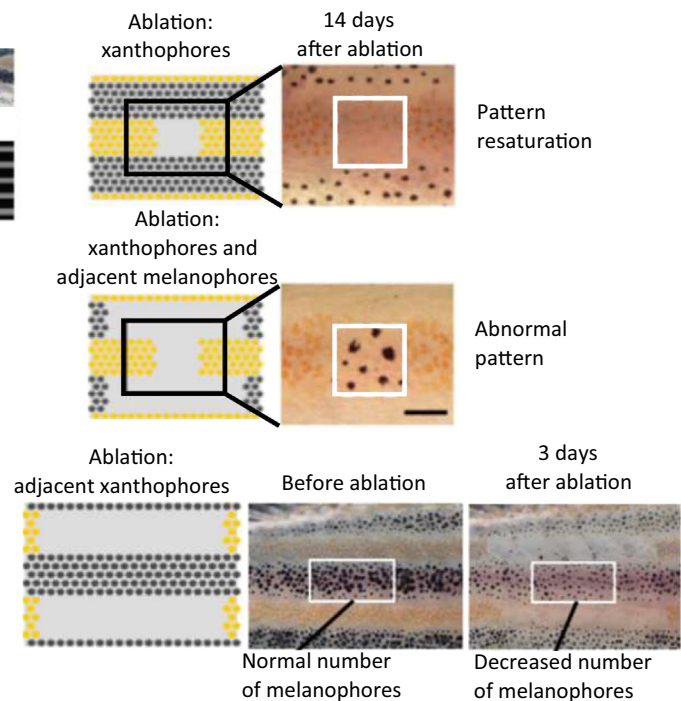 Ablation:
xanthophores
14 days
after ablation
Pattern
resaturation
Ablation:
xanthophores and
adjacent melanophores
Abnormal
pattern
Ablation:
adjacent xanthophores
Before ablation
3 days
after ablation
Normal number
of melanophores
Decreased number
of melanophores